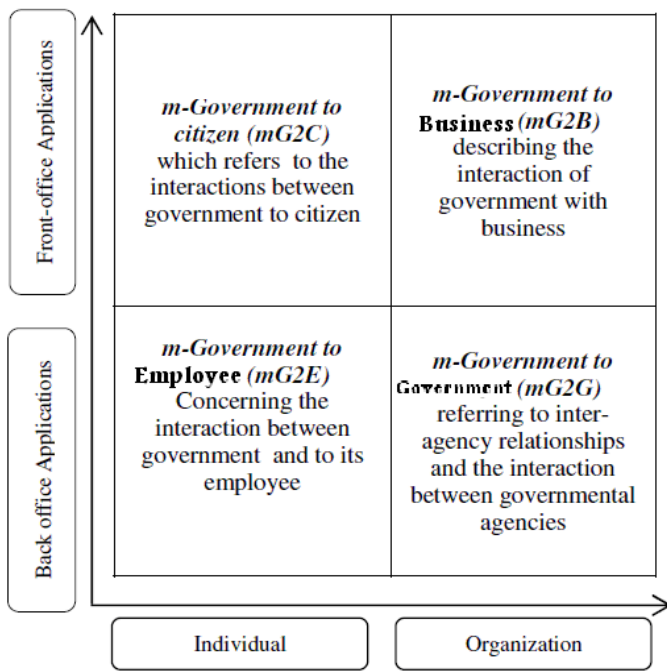 Front-office Applications
m-Government to
citizen (mG2C)
which refers to the
interactions between
government to citizen
m-Government to
Business (mG2B)
describing the
interaction of
government with
business
Back office Applications
m-Government to
Employee (mG2E)
Concerning the
interaction between
government and to its
employee
m-Government to
Government (mG2G)
referring to inter-
agency relationships
and the interaction
between governmental
agencies
Individual
Organization